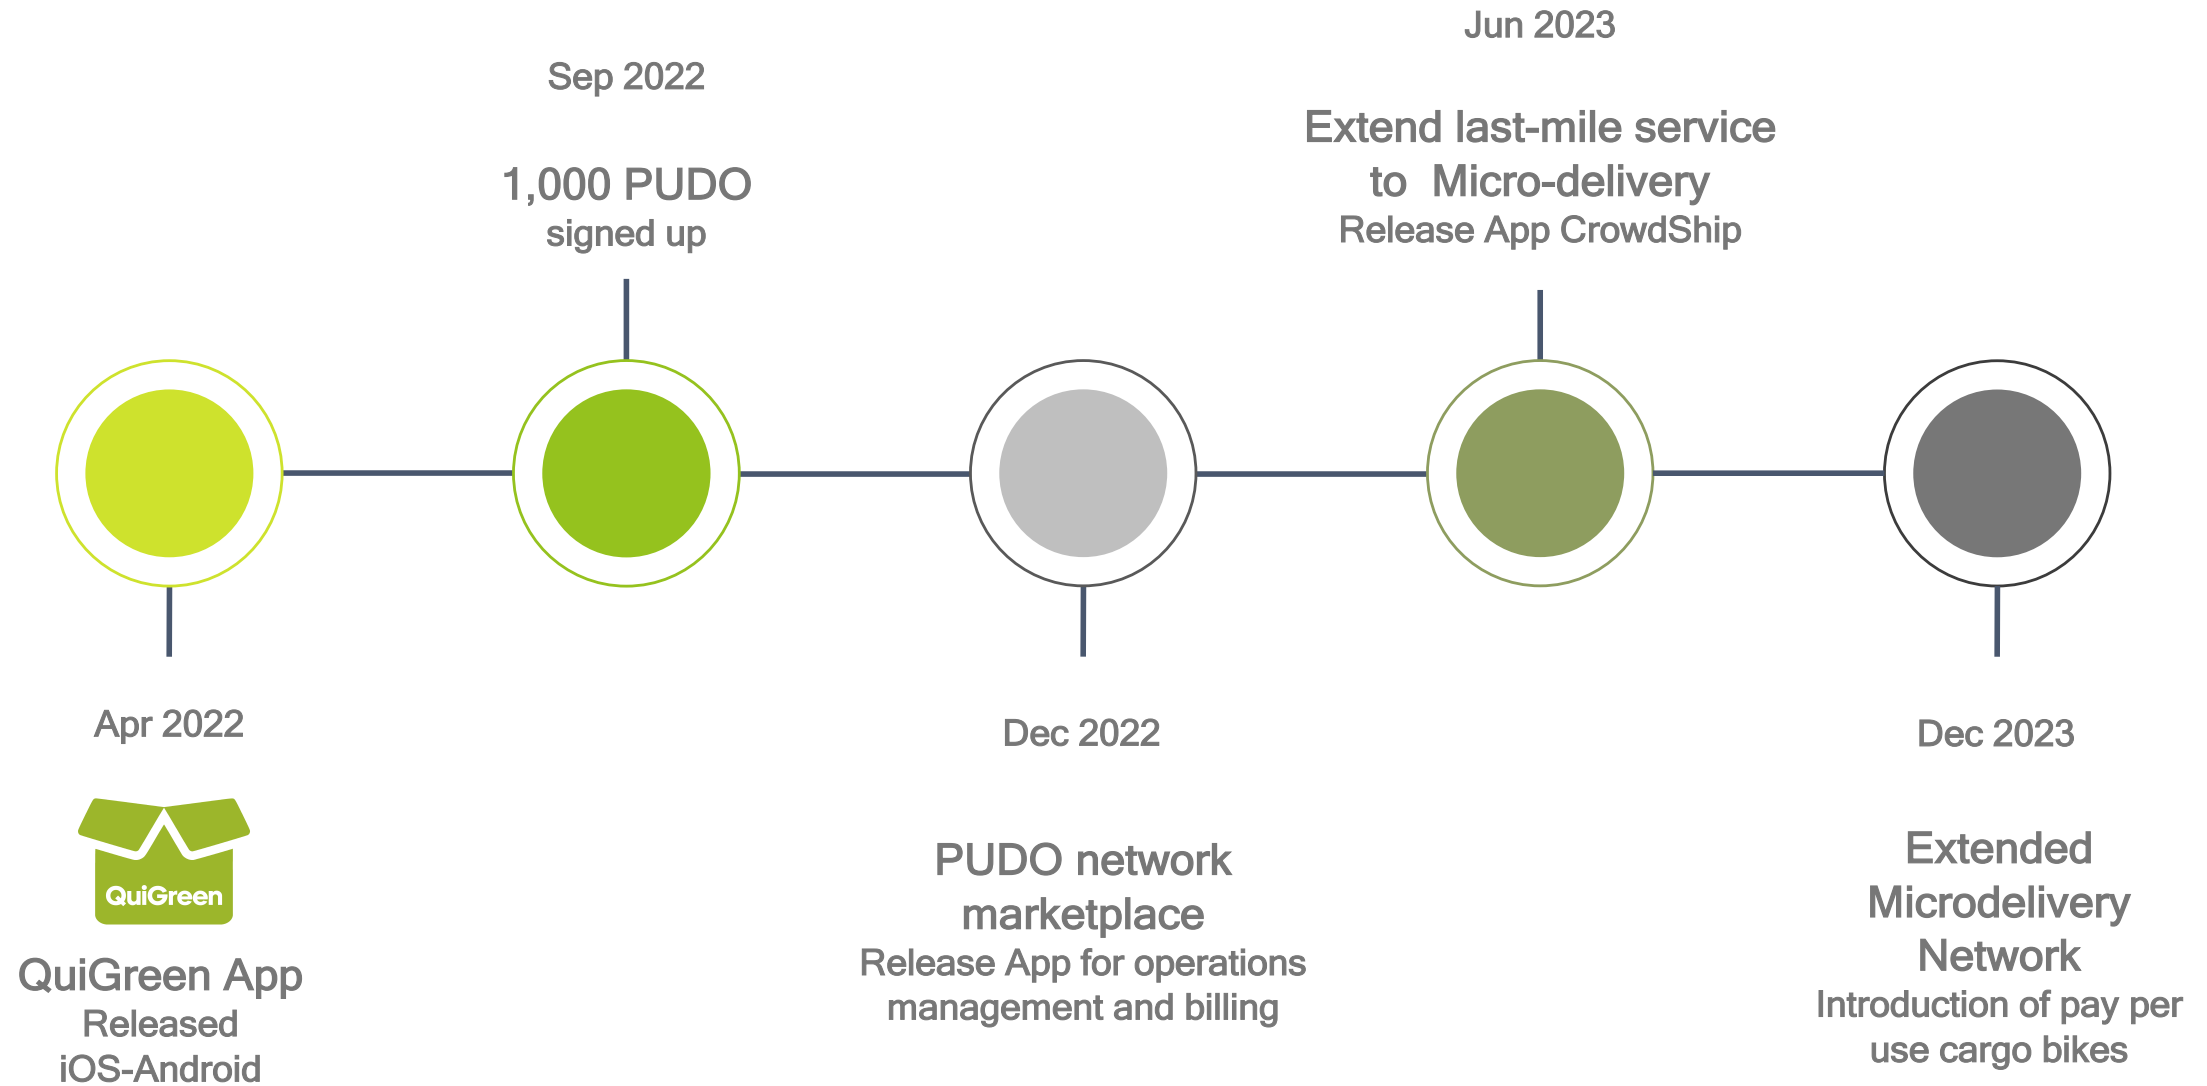 Apr 2022
QuiGreen
QuiGreen App
Released
iOS-Android
Sep 2022
1,000 PUDO
signed up
Dec 2022
PUDO network
marketplace
Release App for operations
management and billing
Jun 2023
Extend last-mile service
to Micro-delivery
Release App CrowdShip
Dec 2023
Extended
Microdelivery
Network
Introduction of pay per
use cargo bikes